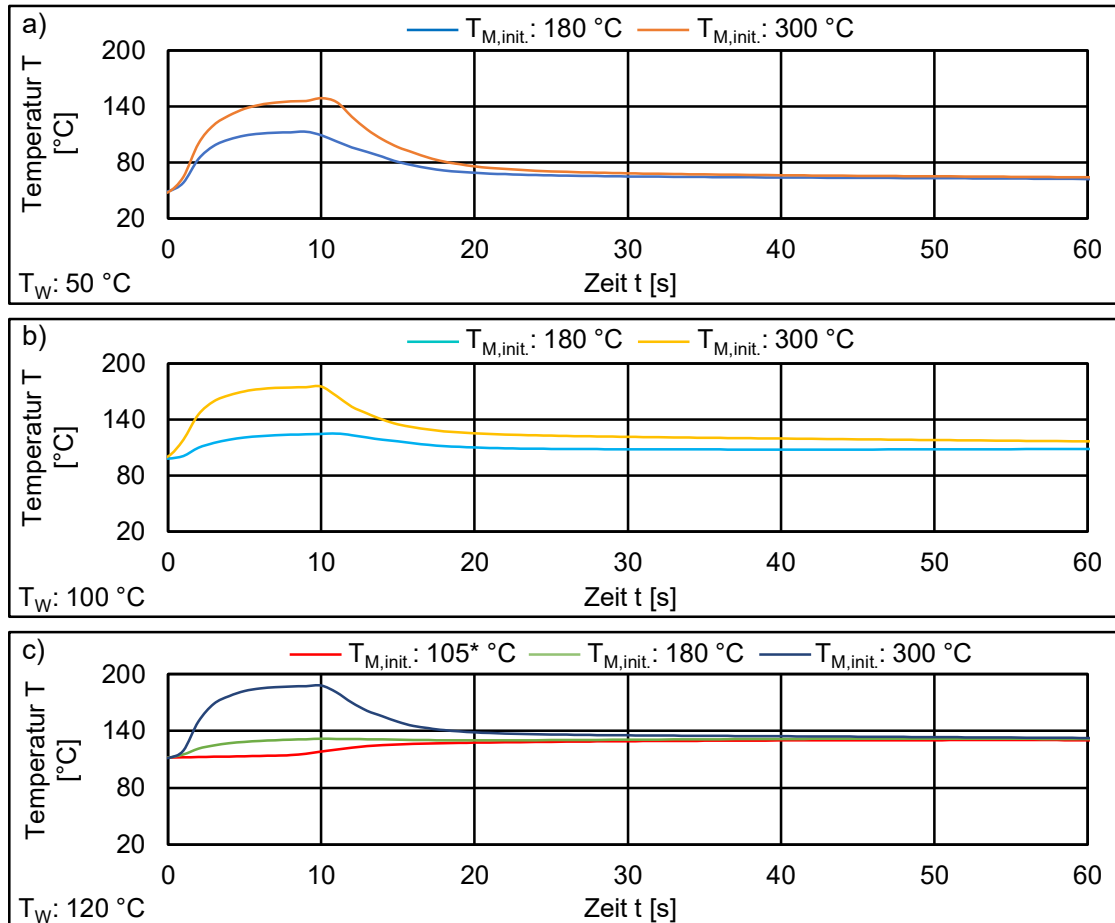 a)
T_M,init.: 180 °C T_M,init.: 300 °C
Temperatur T
[°C]
200
140
80
20
0 10 20 30 40 50 60
T_W: 50 °C Zeit t [s]
b)
T_M,init.: 180 °C T_M,init.: 300 °C
Temperatur T
[°C]
200
140
80
20
0 10 20 30 40 50 60
T_W: 100 °C Zeit t [s]
c)
T_M,init.: 105* °C T_M,init.: 180 °C T_M,init.: 300 °C
Temperatur T
[°C]
200
140
80
20
0 10 20 30 40 50 60
T_W: 120 °C Zeit t [s]